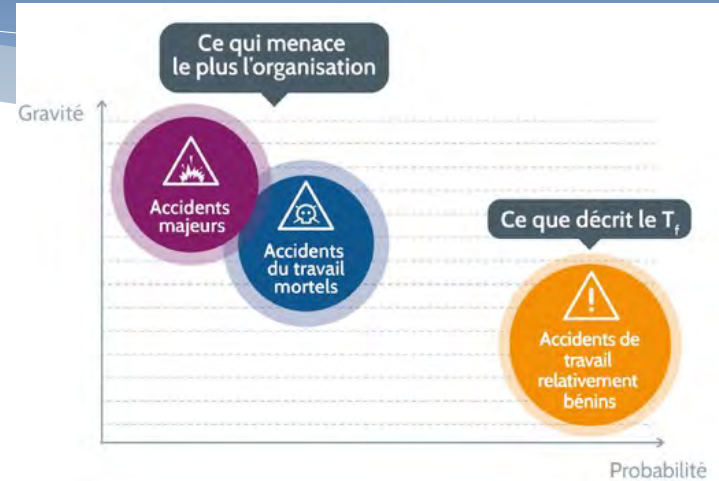 Ce qui menace
le plus l'organisation
Gravité
Accidents
majeurs
Accidents
du travail
mortels
Ce que décrit le Tf
Accidents de
travail
relativement
bénins
Probabilité